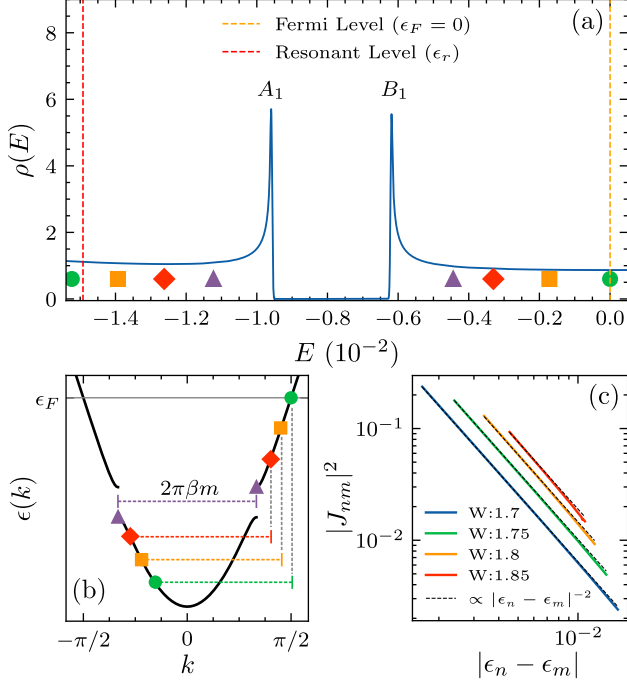 Fermi Level (ϵ_F = 0)
Resonant Level (ϵ_r)
(a)
A_1
B_1
ρ(E)
8
6
4
2
0
−1.4
−1.2
−1.0
−0.8
−0.6
−0.4
−0.2
0.0
E (10^{−2})
ϵ_F
ϵ(k)
2πβm
(b)
−π/2
0
π/2
k
(c)
|J_{nm}|^2
10^{−1}
10^{−2}
W:1.7
W:1.75
W:1.8
W:1.85
∝ |ϵ_n − ϵ_m|^{−2}
10^{−2}
|ϵ_n − ϵ_m|